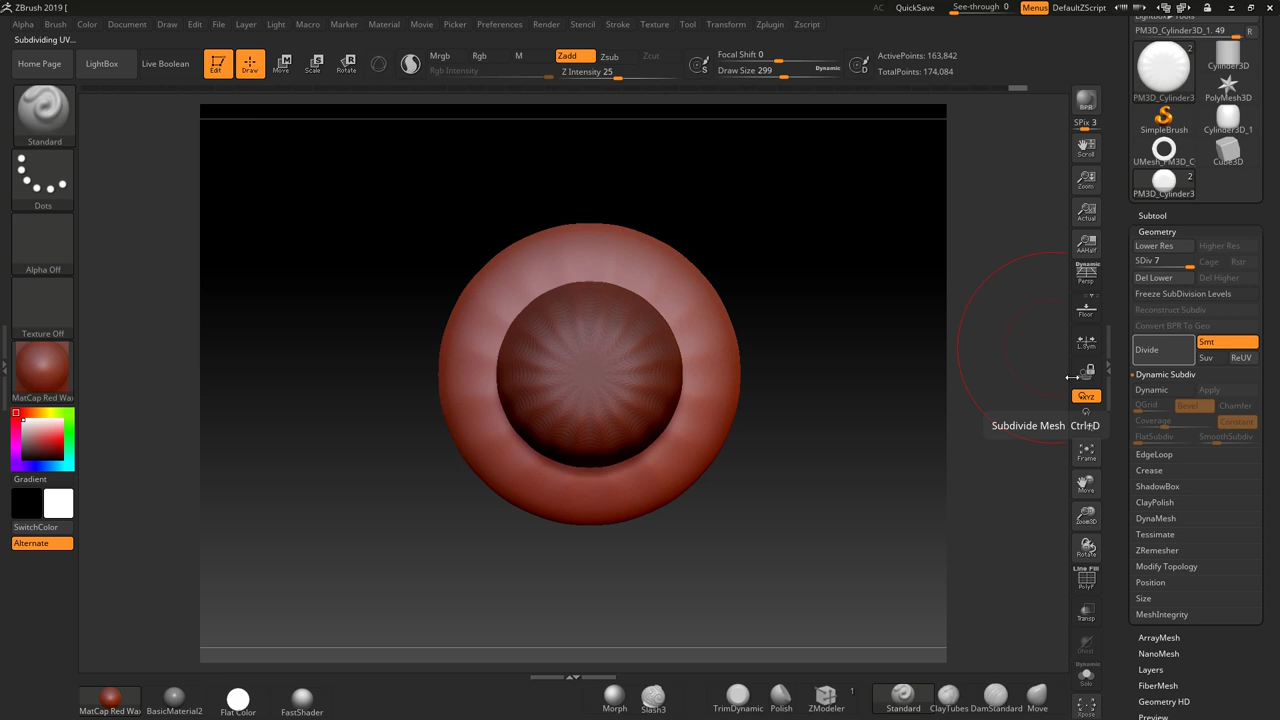 ZBrush 2019 [
AC QuickSave See-through 0 Menus DefaultZScript
Alpha Brush Color Document Draw Edit File Layer Light Macro Marker Material Movie Picker Preferences Render Stencil Stroke Texture Tool Transform Zplugin Zscript
Subdividing UV...
Home Page LightBox Live Boolean Edit Draw Move Scale Rotate
Mrgb Rgb M Zadd Zsub Zcut
Rgb Intensity Z Intensity 25
Focal Shift 0
Draw Size 299 Dynamic
S D
ActivePoints: 163,842
TotalPoints: 174,084
Standard
Dots
Alpha Off
Texture Off
MatCap Red Wax
Gradient
SwitchColor
Alternate
BPR
SPix 3
Scroll
Zoom
Actual
AAHalf
Dynamic
Persp
Floor
L.Sym
XYZ
Frame
Move
Zoom3D
Rotate
Line Fill
PolyF
Transp
Ghost
Dynamic
Solo
Xpose
Subdivide Mesh Ctrl+D
Lightbox▸Tools
PM3D_Cylinder3D_1. 49 R
2
PM3D_Cylinder3
Cylinder3D
PolyMesh3D
SimpleBrush
Cylinder3D_1
UMesh_PM3D_C
Cube3D
2
PM3D_Cylinder3
Subtool
Geometry
Lower Res Higher Res
SDiv 7 Cage Rstr
Del Lower Del Higher
Freeze SubDivision Levels
Reconstruct Subdiv
Convert BPR To Geo
Divide Smt
Suv ReUV
Dynamic Subdiv
Dynamic Apply
QGrid Bevel Chamfer
Coverage Constant
FlatSubdiv SmoothSubdiv
EdgeLoop
Crease
ShadowBox
ClayPolish
DynaMesh
Tessimate
ZRemesher
Modify Topology
Position
Size
MeshIntegrity
ArrayMesh
NanoMesh
Layers
FiberMesh
Geometry HD
Preview
MatCap Red Wax BasicMaterial2 Flat Color FastShader
Morph Slash3 TrimDynamic Polish ZModeler 1 Standard ClayTubes DamStandard Move